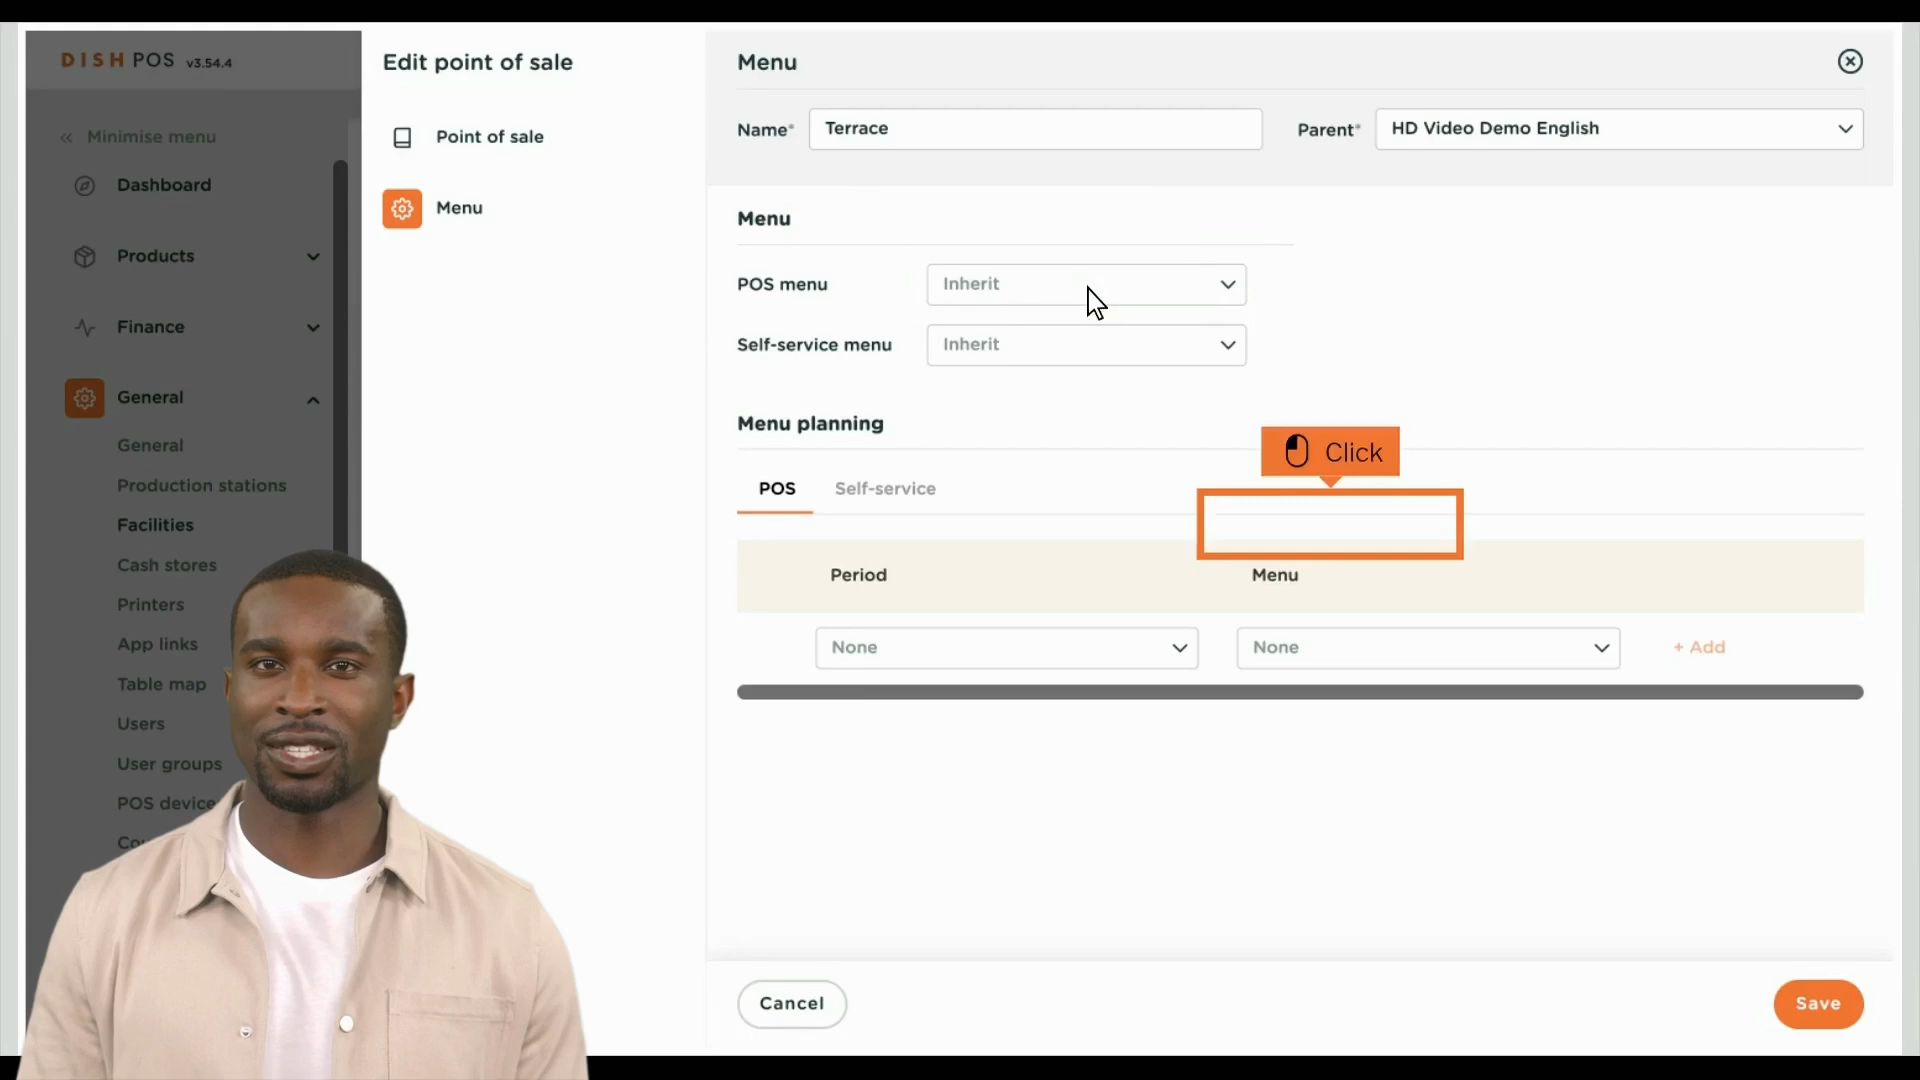 DISH POS v3.54.4
Minimise menu
Dashboard
Products
Finance
General
General
Production stations
Facilities
Cash stores
Printers
App links
Table map
Users
User groups
POS device
Edit point of sale
Point of sale
Menu
Menu
Name* Terrace
Parent* HD Video Demo English
Menu
POS menu Inherit
Self-service menu Inherit
Menu planning
Click
POS Self-service
Period Menu
None None + Add
Cancel Save